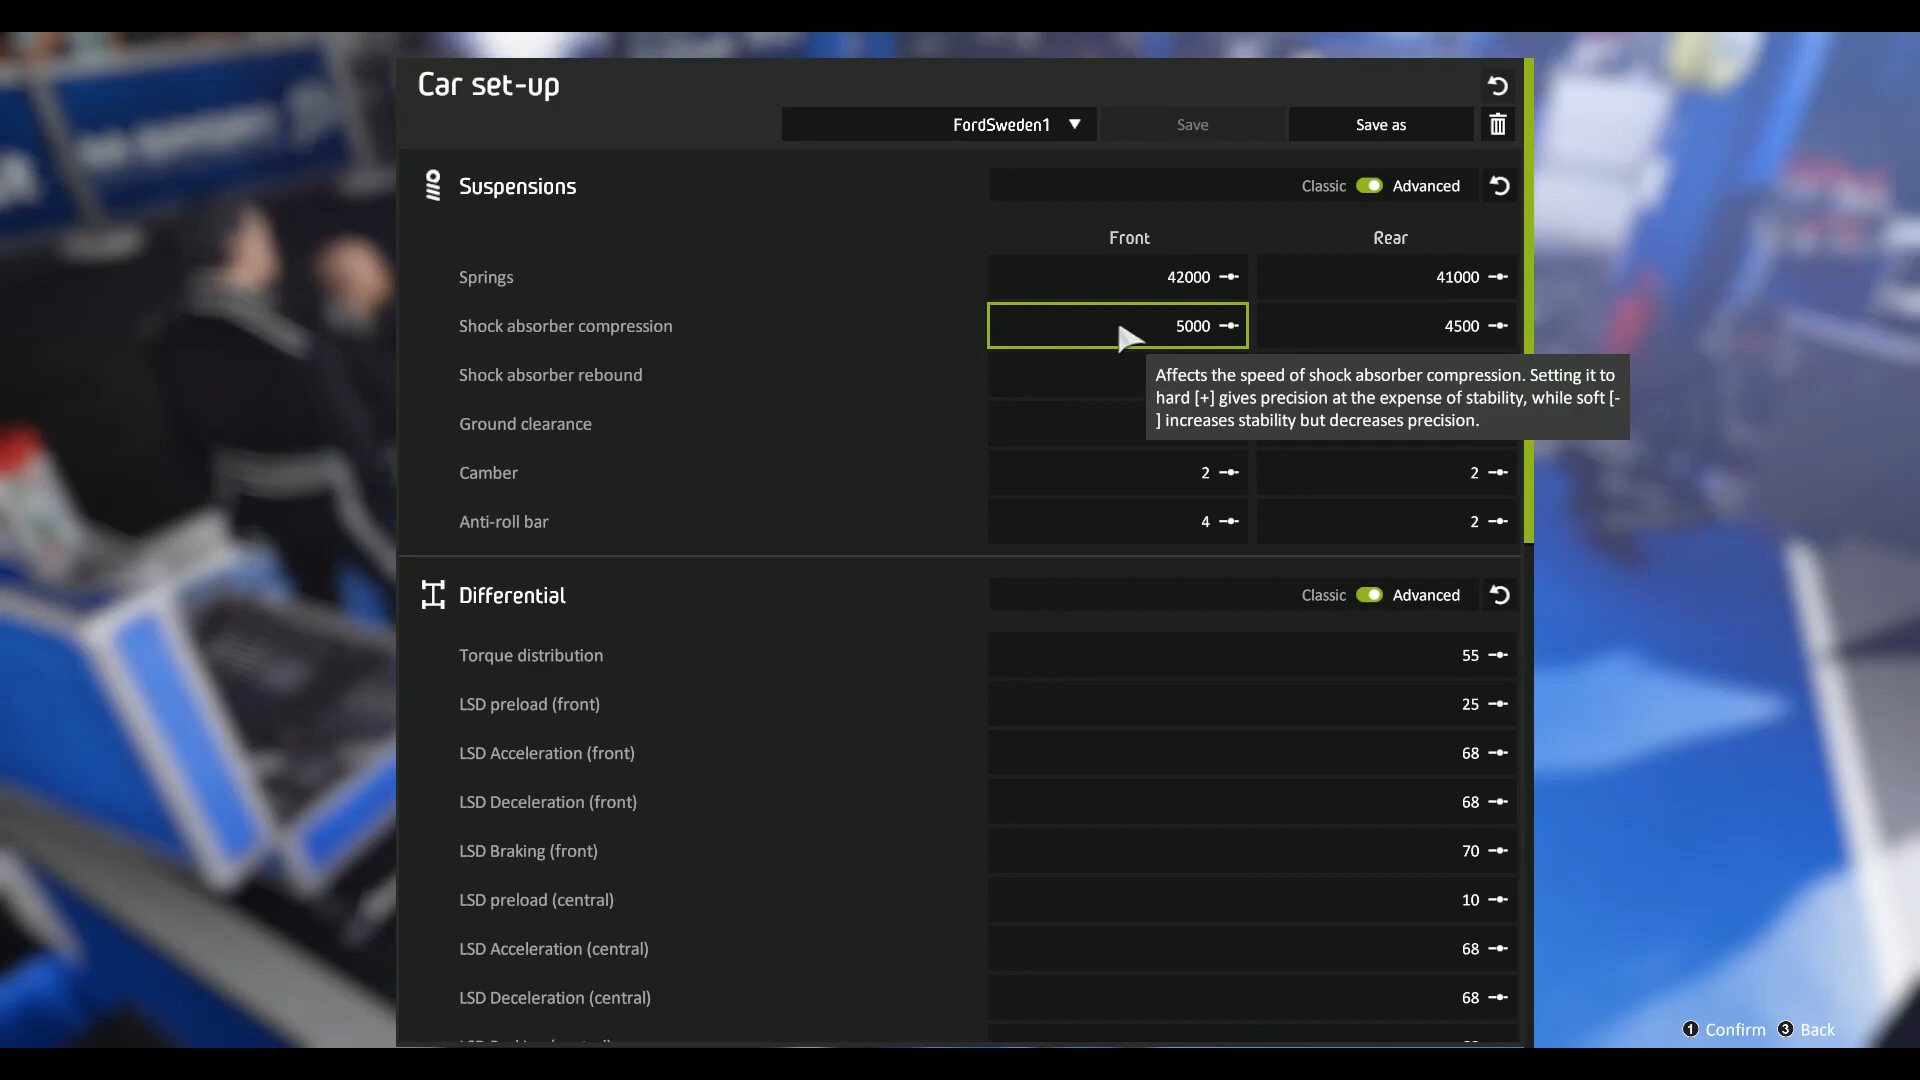 Car set-up
FordSweden1
Save
Save as
Suspensions
Classic Advanced
Front Rear
Springs 42000 41000
Shock absorber compression 5000 4500
Shock absorber rebound
Affects the speed of shock absorber compression. Setting it to
hard [+] gives precision at the expense of stability, while soft [-
] increases stability but decreases precision.
Ground clearance
Camber 2 2
Anti-roll bar 4 2
Differential
Classic Advanced
Torque distribution 55
LSD preload (front) 25
LSD Acceleration (front) 68
LSD Deceleration (front) 68
LSD Braking (front) 70
LSD preload (central) 10
LSD Acceleration (central) 68
LSD Deceleration (central) 68
1 Confirm 3 Back